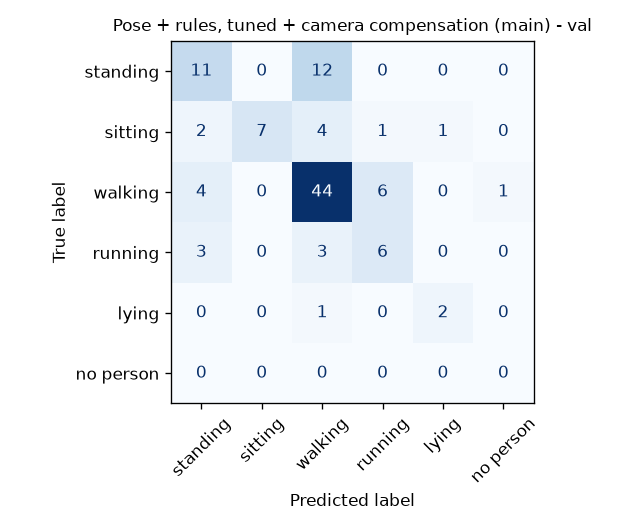 Pose + rules, tuned + camera compensation (main) - val
standing 11 0 12 0 0 0
sitting 2 7 4 1 1 0
walking 4 0 44 6 0 1
running 3 0 3 6 0 0
lying 0 0 1 0 2 0
no person 0 0 0 0 0 0
True label
standing sitting walking running lying no person
Predicted label